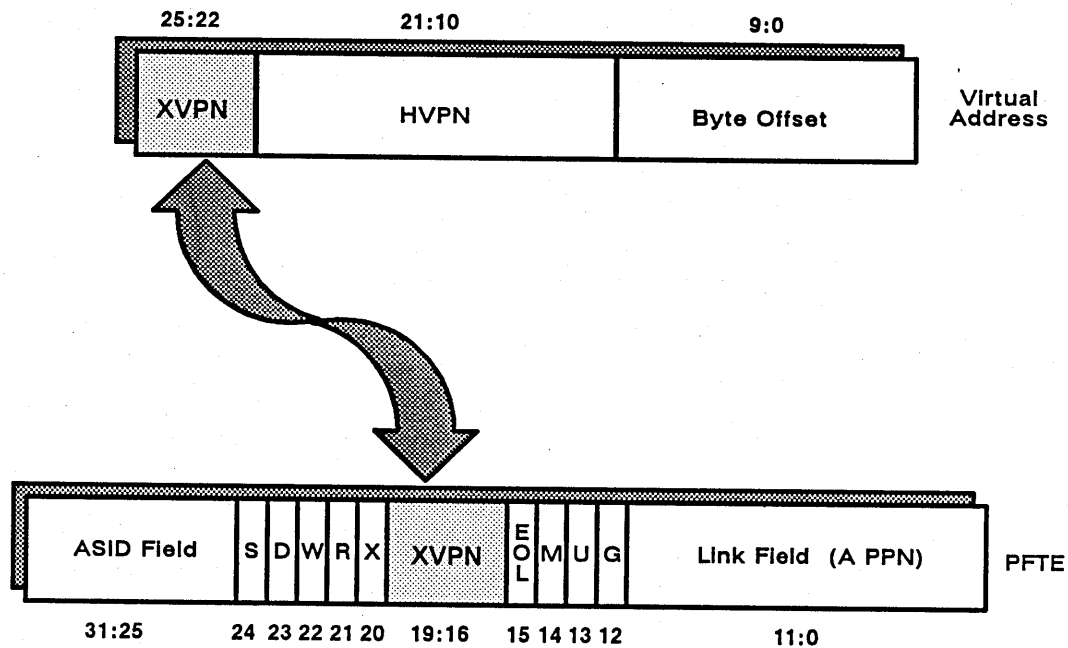 25:22 21:10 9:0
XVPN HVPN Byte Offset
Virtual
Address
ASID Field S D W R X XVPN EOL M U G Link Field (A PPN) PFTE
31:25 24 23 22 21 20 19:16 15 14 13 12 11:0